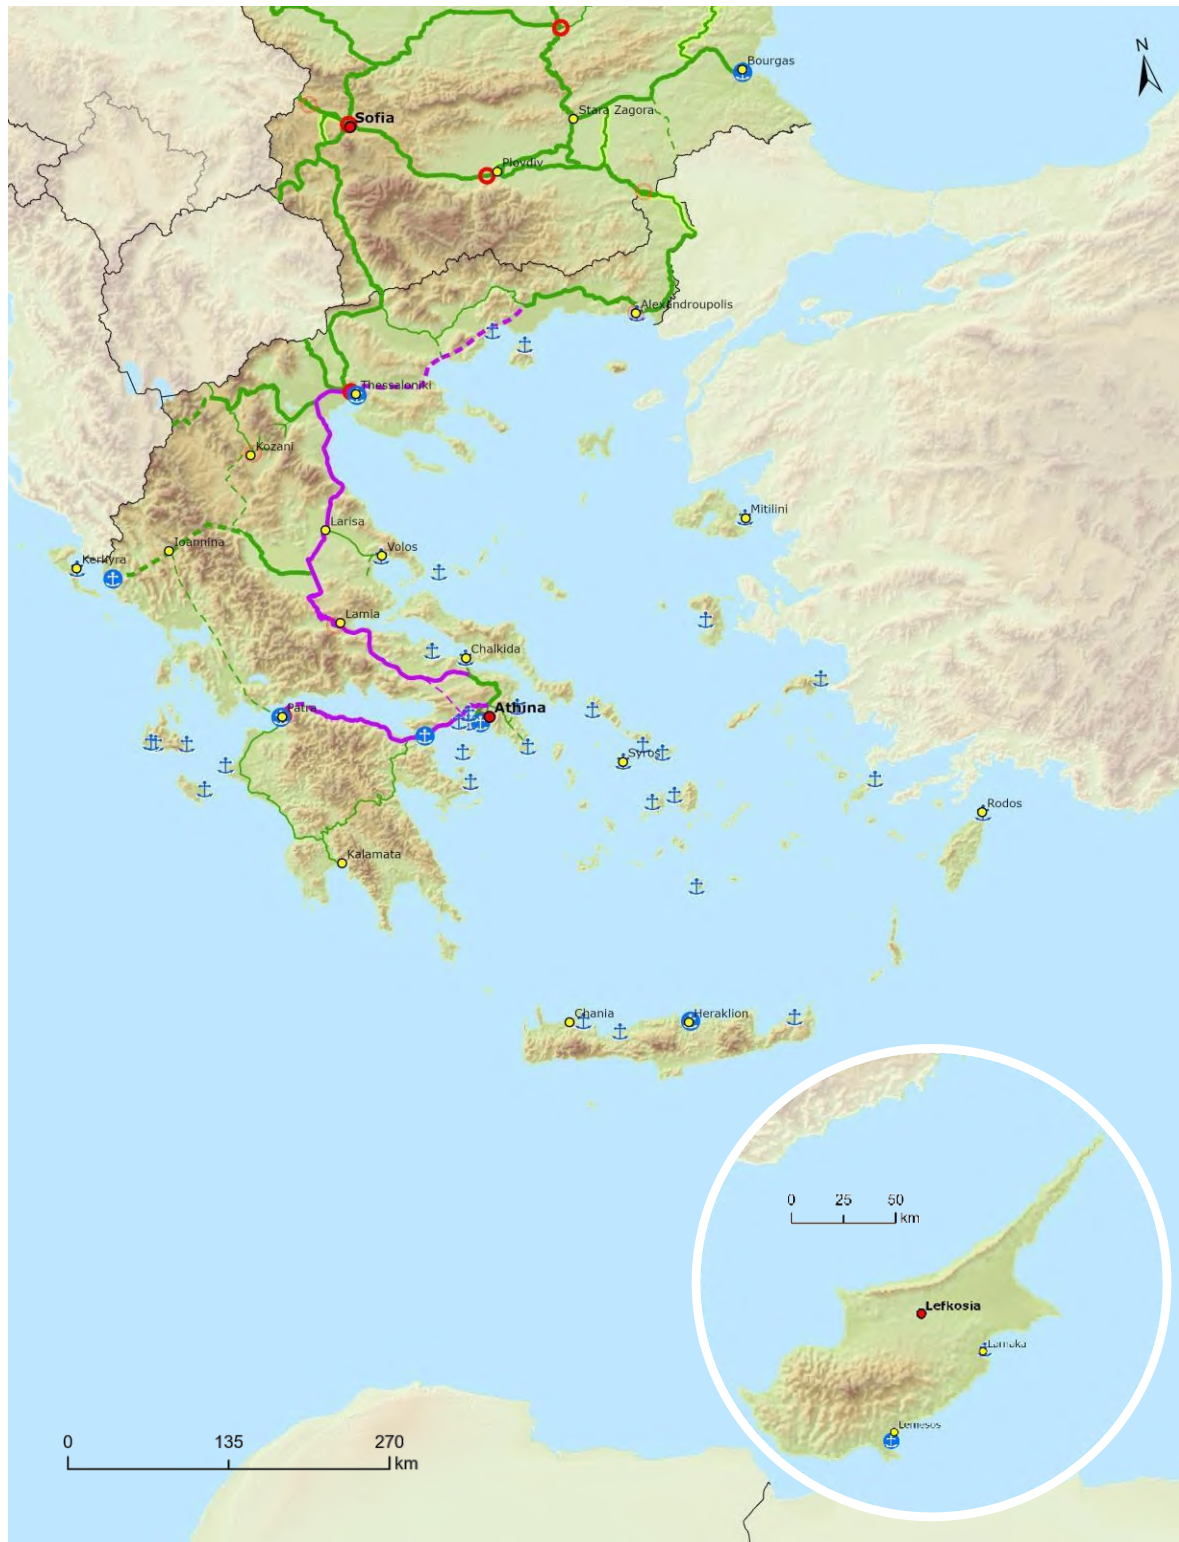 N
Bourgas
Stara Zagora
Sofia
Plovdiv
Alexandroupolis
Thessaloniki
Kozani
Mitilini
Larisa
Ioannina
Volos
Kerkyra
Lamia
Chalkida
Patra
Athina
Syros
Rodos
Kalamata
Chania
Heraklion
0 25 50
km
Lefkosia
Larnaka
Lemesos
0 135 270
km